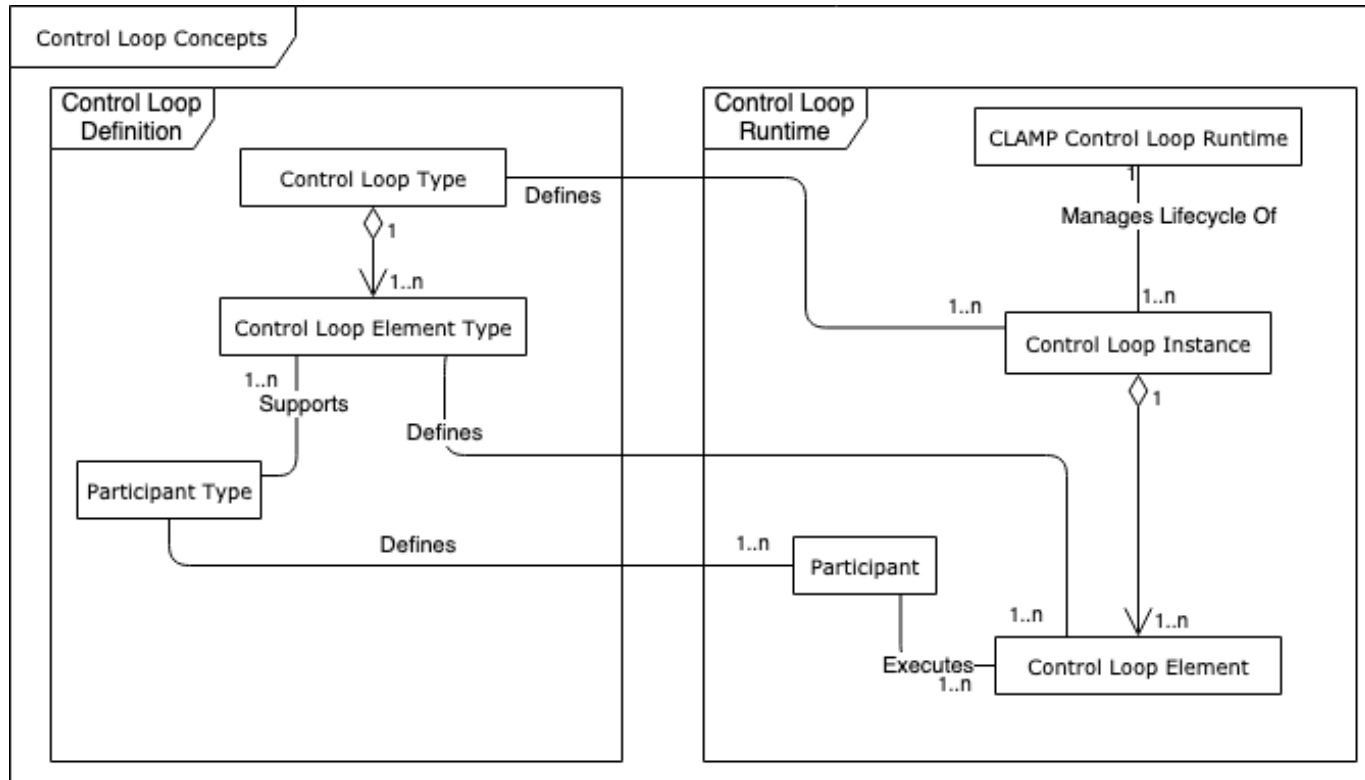 Control Loop Concepts
Control Loop
Definition
Control Loop
Runtime
CLAMP Control Loop Runtime
1
Control Loop Type
Defines
Manages Lifecycle Of
1
1..n
1..n
1..n
Control Loop Element Type
Control Loop Instance
1..n
Supports
1
Defines
Participant Type
Defines
1..n
Participant
1..n
1..n
Executes
1..n
Control Loop Element